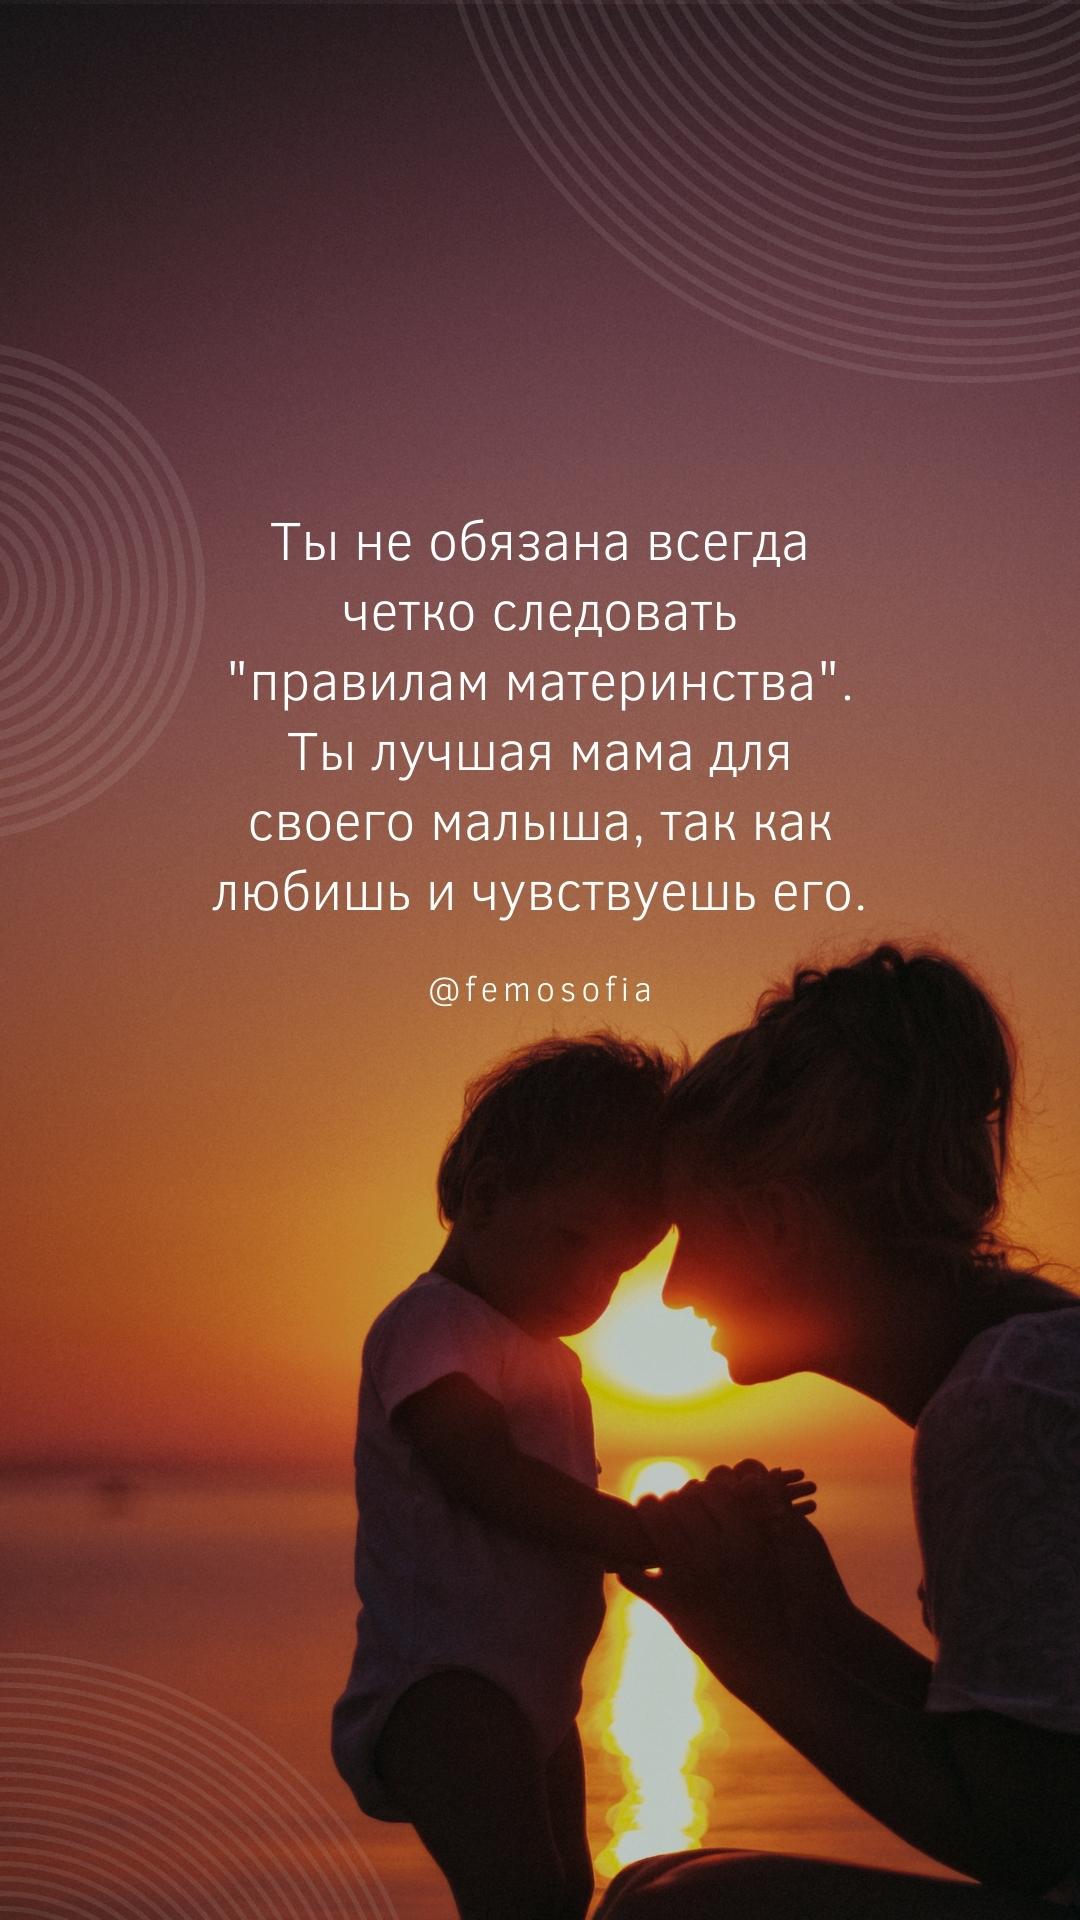 Ты не обязана всегда
четко следовать
"правилам материнства".
Ты лучшая мама для
своего малыша, так как
любишь и чувствуешь его.
@femosofia